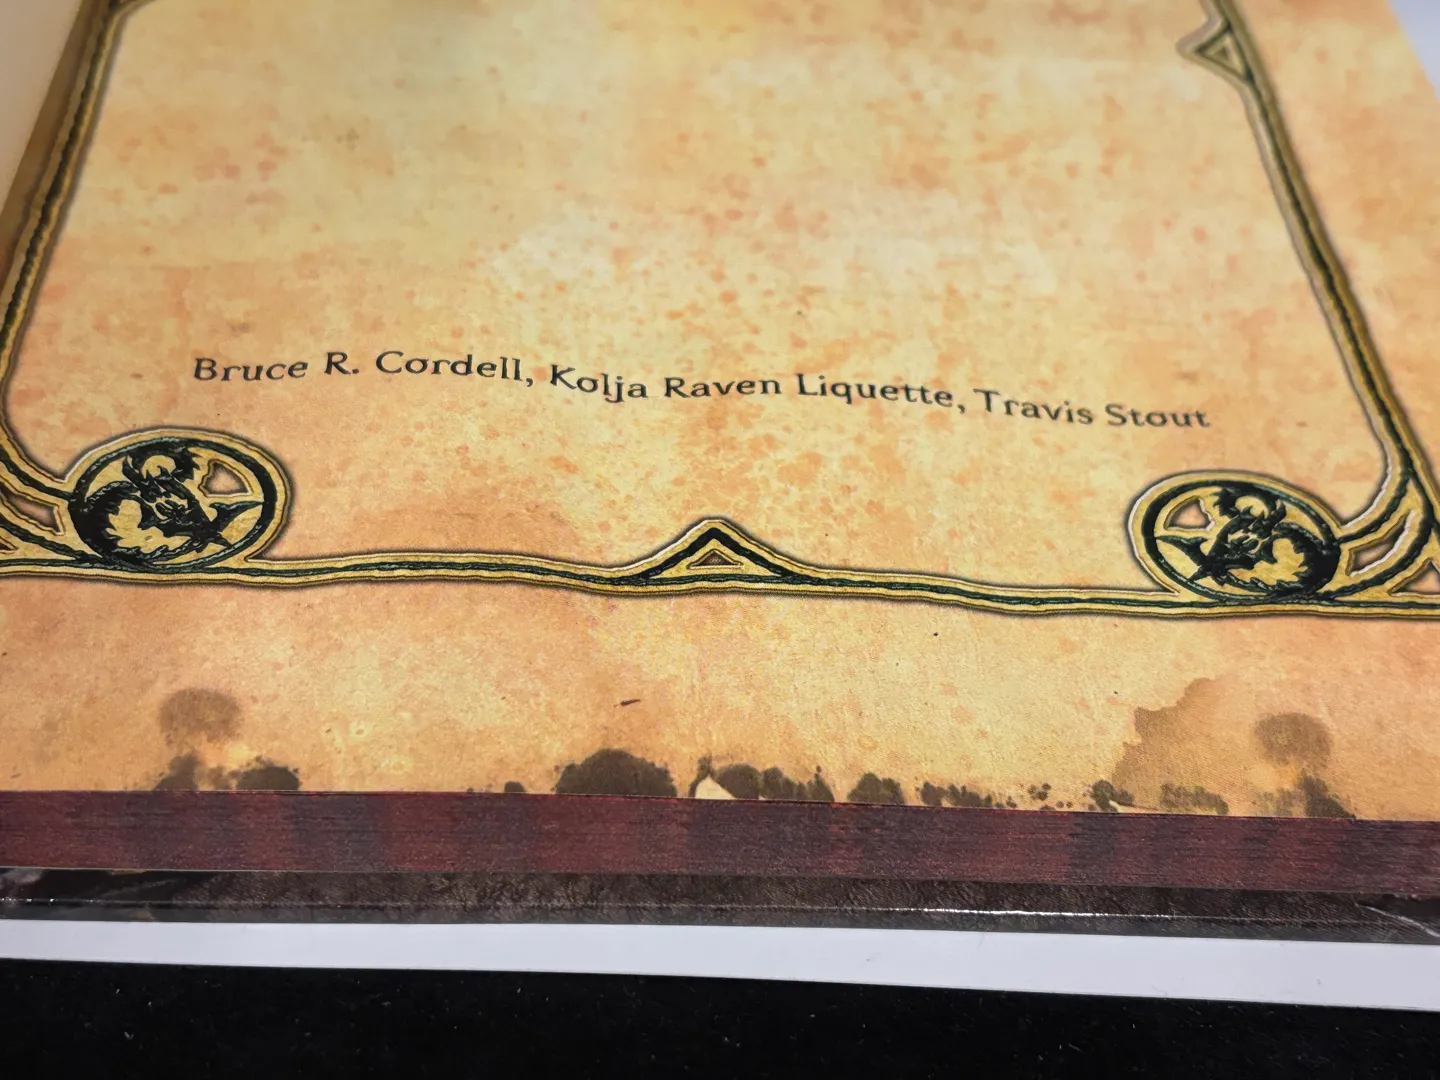 Bruce R. Cordell, Kolja Raven Liquette, Travis Stout